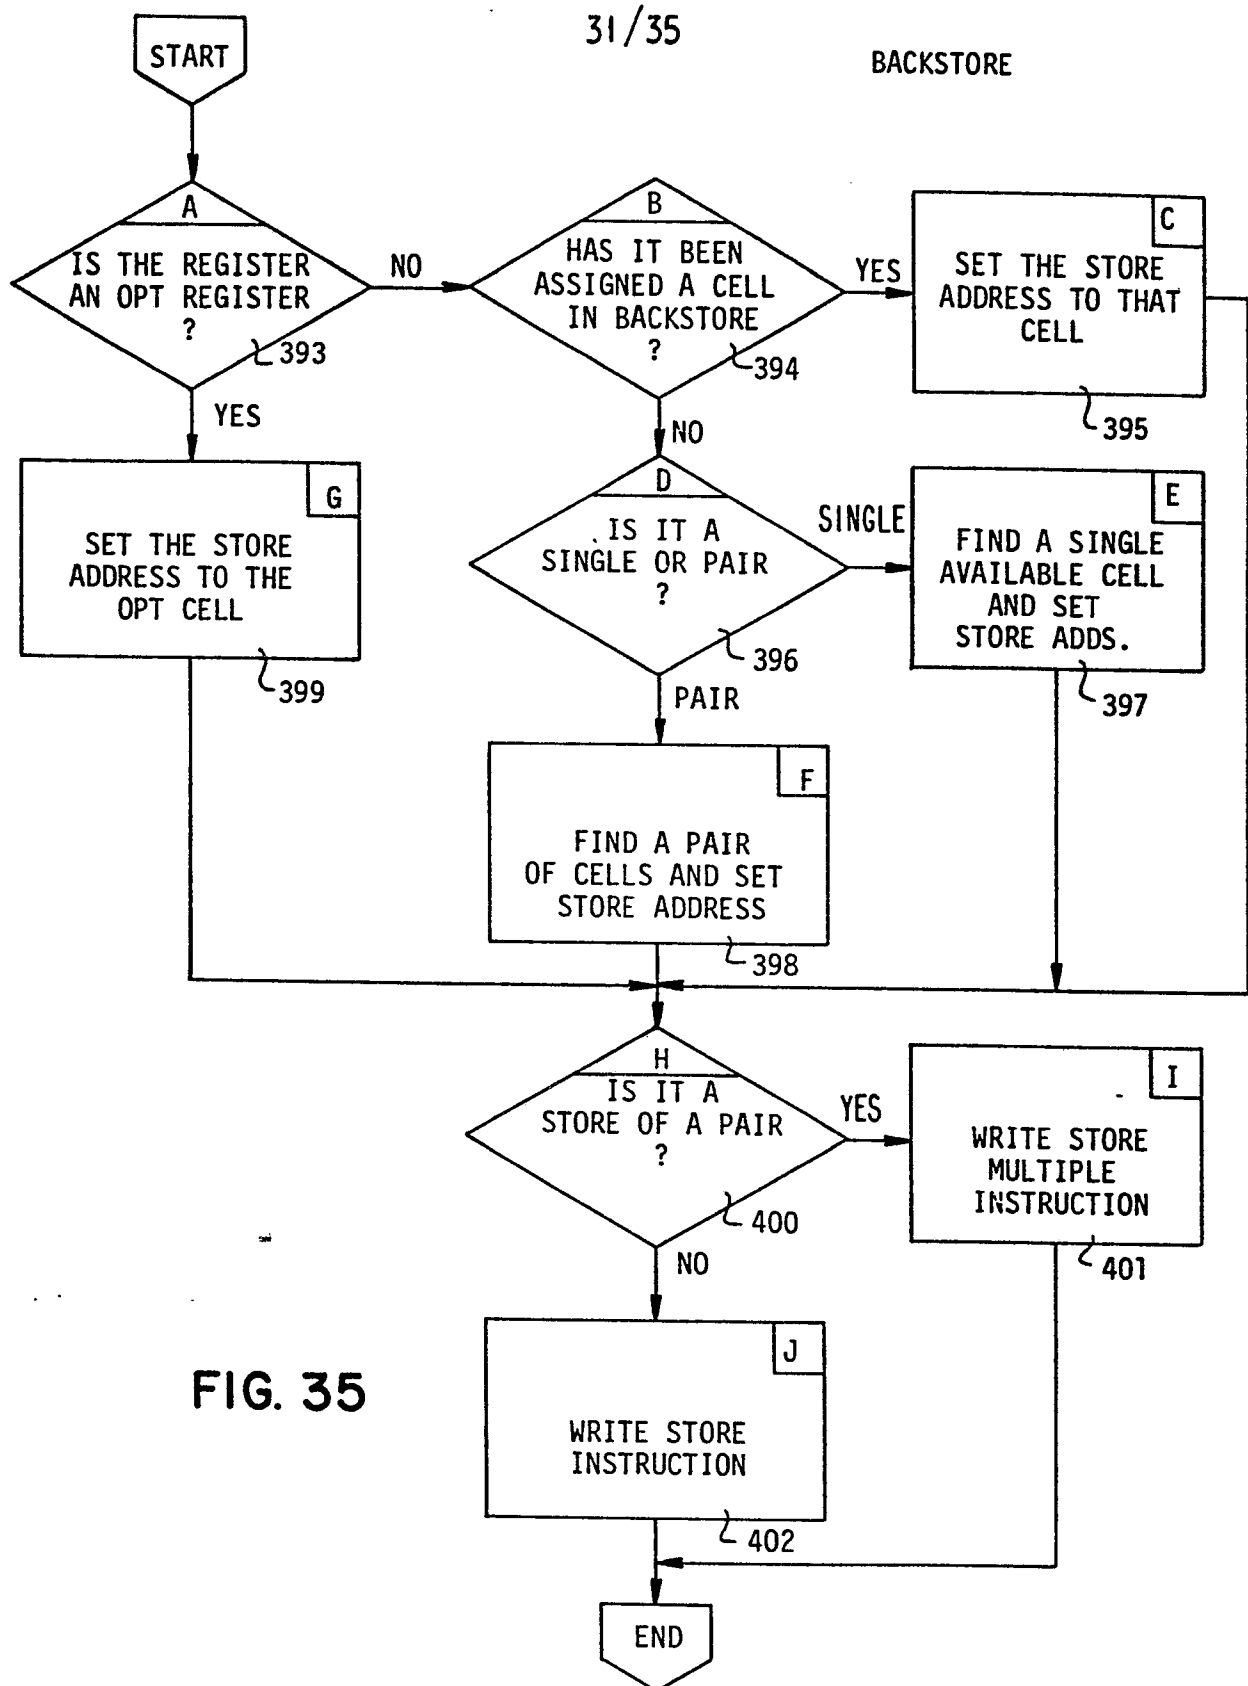 31/35
BACKSTORE
START
A
IS THE REGISTER
AN OPT REGISTER
?
393
NO
YES
B
HAS IT BEEN
ASSIGNED A CELL
IN BACKSTORE
?
394
YES
NO
C
SET THE STORE
ADDRESS TO THAT
CELL
395
G
SET THE STORE
ADDRESS TO THE
OPT CELL
399
D
IS IT A
SINGLE OR PAIR
?
396
SINGLE
PAIR
E
FIND A SINGLE
AVAILABLE CELL
AND SET
STORE ADDS.
397
F
FIND A PAIR
OF CELLS AND SET
STORE ADDRESS
398
H
IS IT A
STORE OF A PAIR
?
400
YES
NO
I
WRITE STORE
MULTIPLE
INSTRUCTION
401
J
WRITE STORE
INSTRUCTION
402
END
FIG. 35